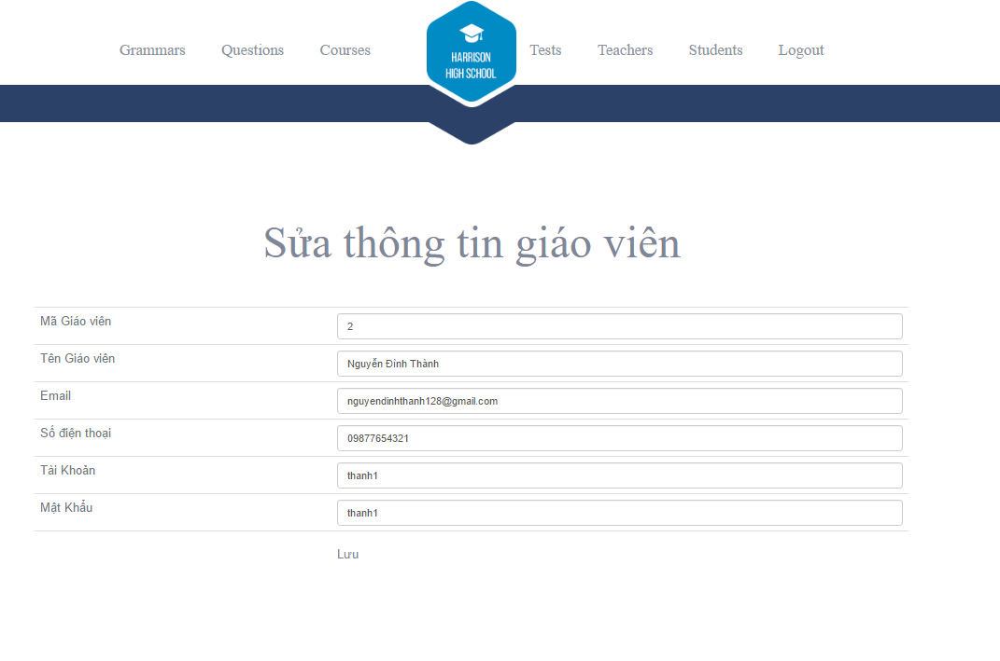 Grammars Questions Courses
HARRISON
HIGH SCHOOL
Tests Teachers Students Logout
Sửa thông tin giáo viên
Mã Giáo viên 2
Tên Giáo viên Nguyễn Đình Thành
Email nguyendinhthanh128@gmail.com
Số điện thoại 09877654321
Tài Khoản thanh1
Mật Khẩu thanh1
Lưu